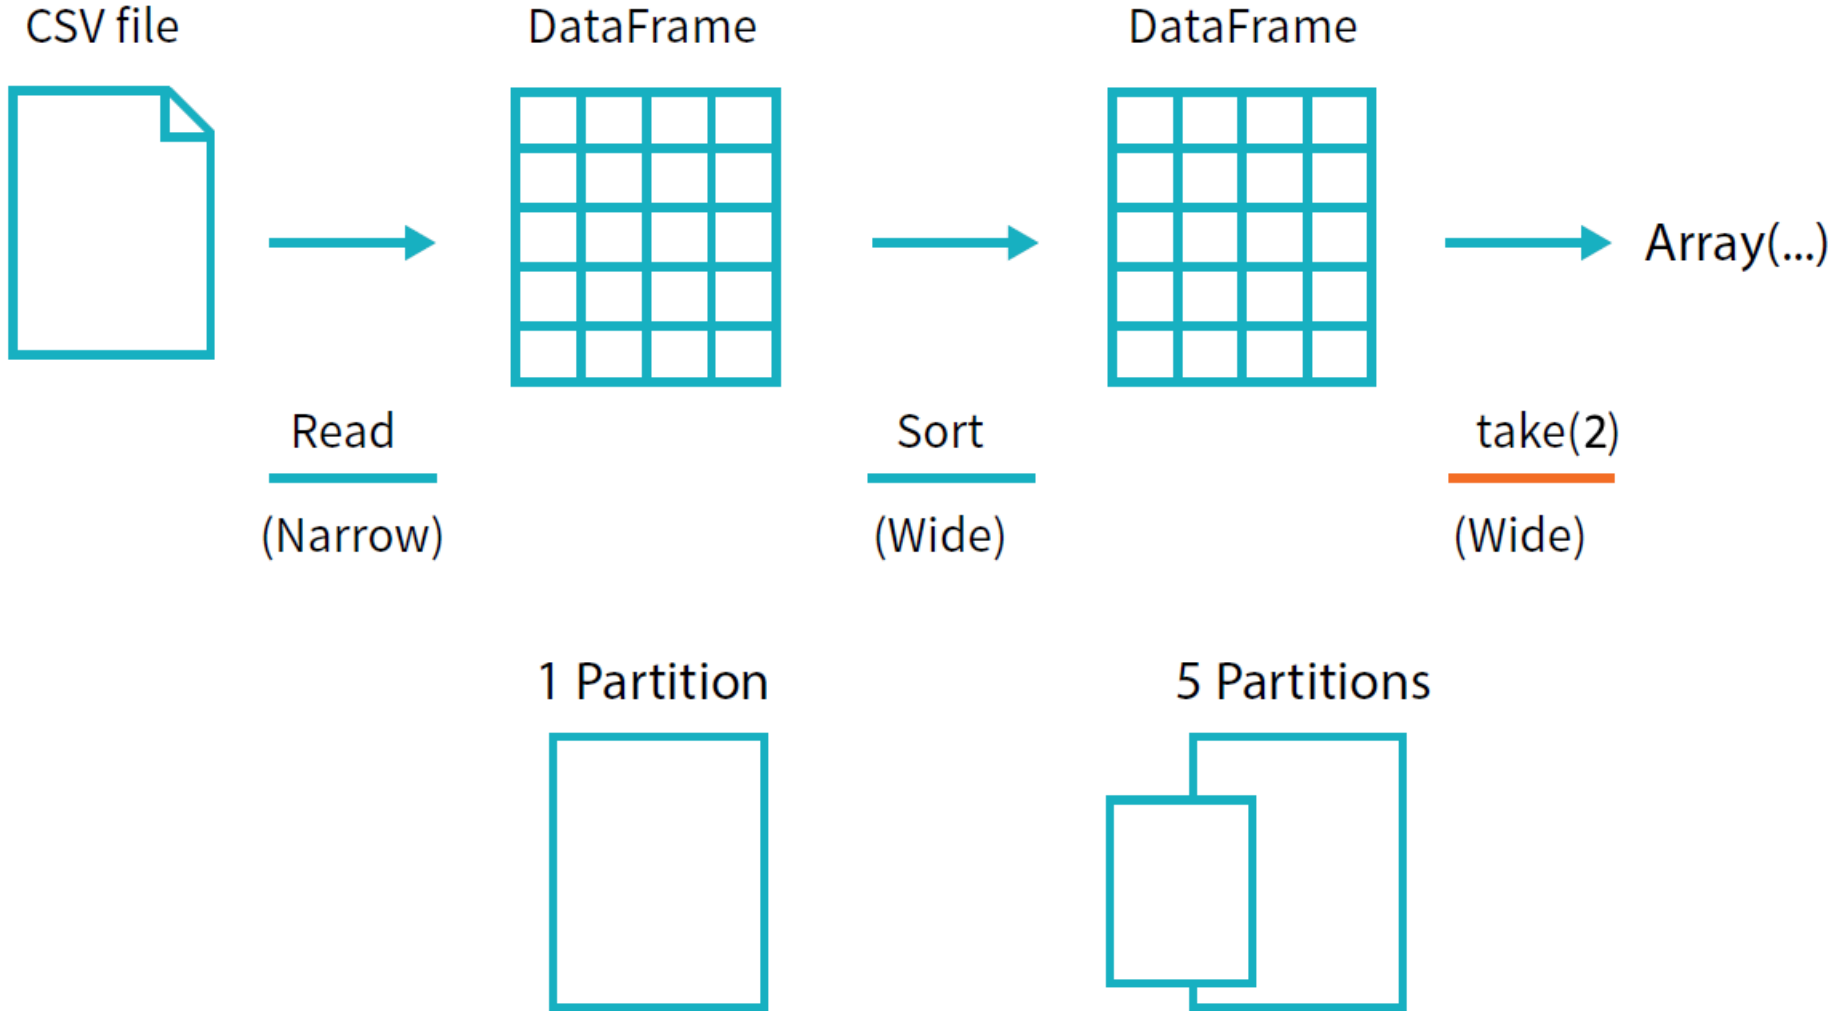 CSV file
DataFrame
DataFrame
Array(...)
Read
Sort
take(2)
(Narrow)
(Wide)
(Wide)
1 Partition
5 Partitions